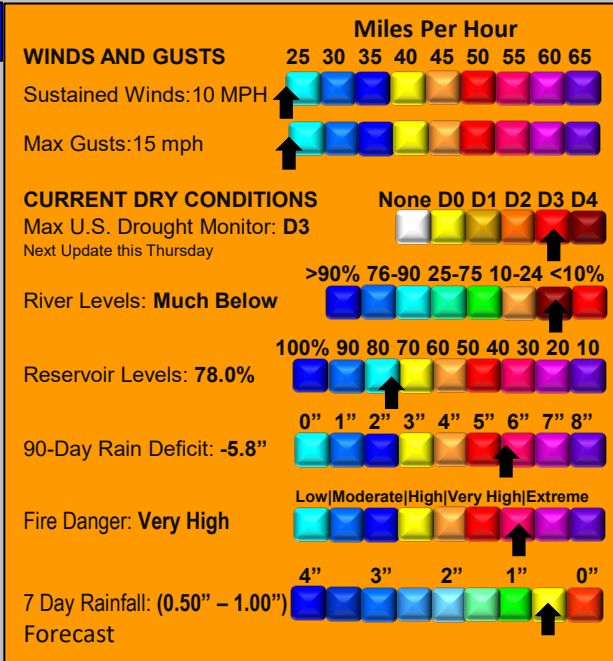 Miles Per Hour
WINDS AND GUSTS 25 30 35 40 45 50 55 60 65
Sustained Winds:10 MPH
Max Gusts:15 mph
CURRENT DRY CONDITIONS None D0 D1 D2 D3 D4
Max U.S. Drought Monitor: D3
Next Update this Thursday
>90% 76-90 25-75 10-24 <10%
River Levels: Much Below
100% 90 80 70 60 50 40 30 20 10
Reservoir Levels: 78.0%
0” 1” 2” 3” 4” 5” 6” 7” 8”
90-Day Rain Deficit: -5.8”
Low|Moderate|High|Very High|Extreme
Fire Danger: Very High
4” 3” 2” 1” 0”
7 Day Rainfall: (0.50” – 1.00”)
Forecast